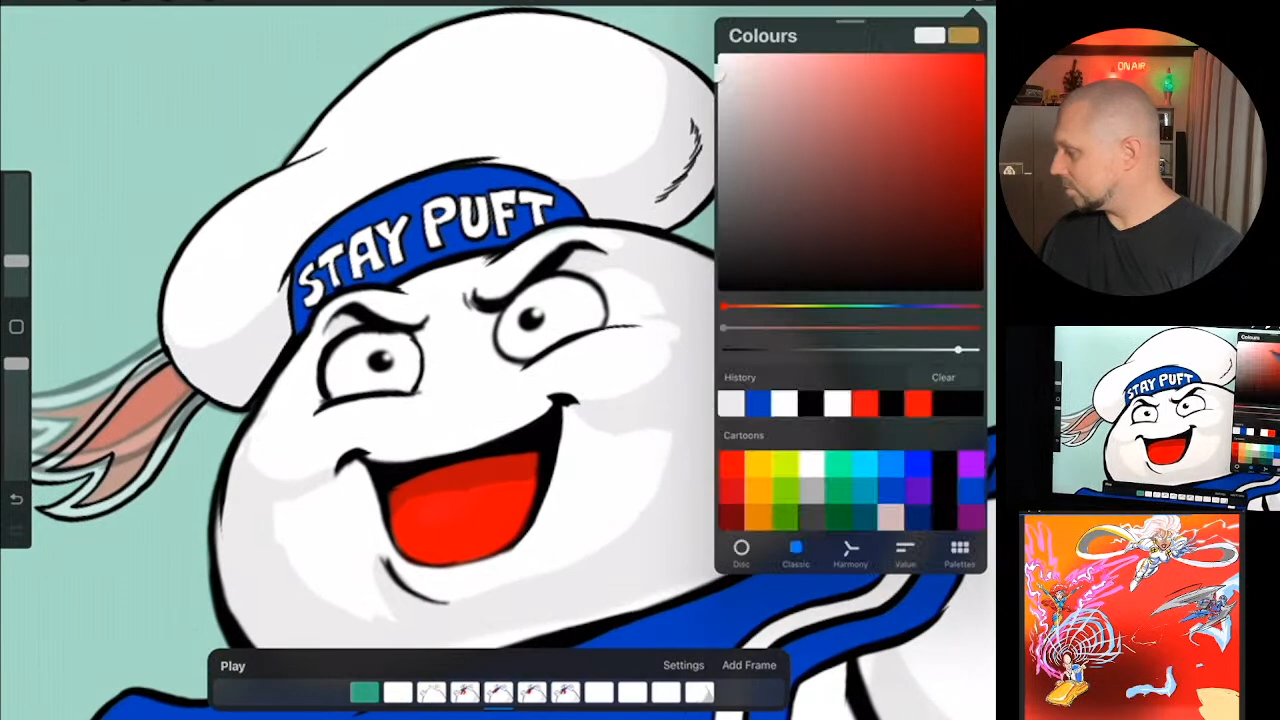 Colours
ON AIR
STAY PUFT
History
Clear
Cartoons
Disc
Classic
Harmony
Value
Palettes
Play
Settings
Add Frame
Colours
STAY PUFT